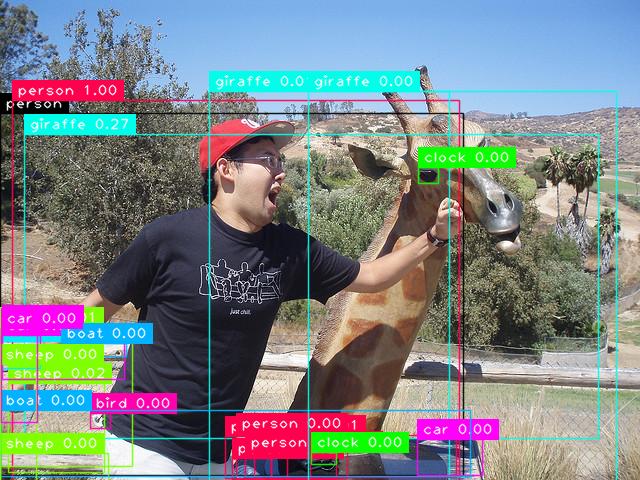 giraffe 0.0
giraffe 0.00
person 1.00
person
giraffe 0.27
clock 0.00
just chill.
car 0.00
1
boat 0.00
sheep 0.00
sheep 0.02
boat 0.00
bird 0.00
person 0.00
1
car 0.00
sheep 0.00
person
clock 0.00